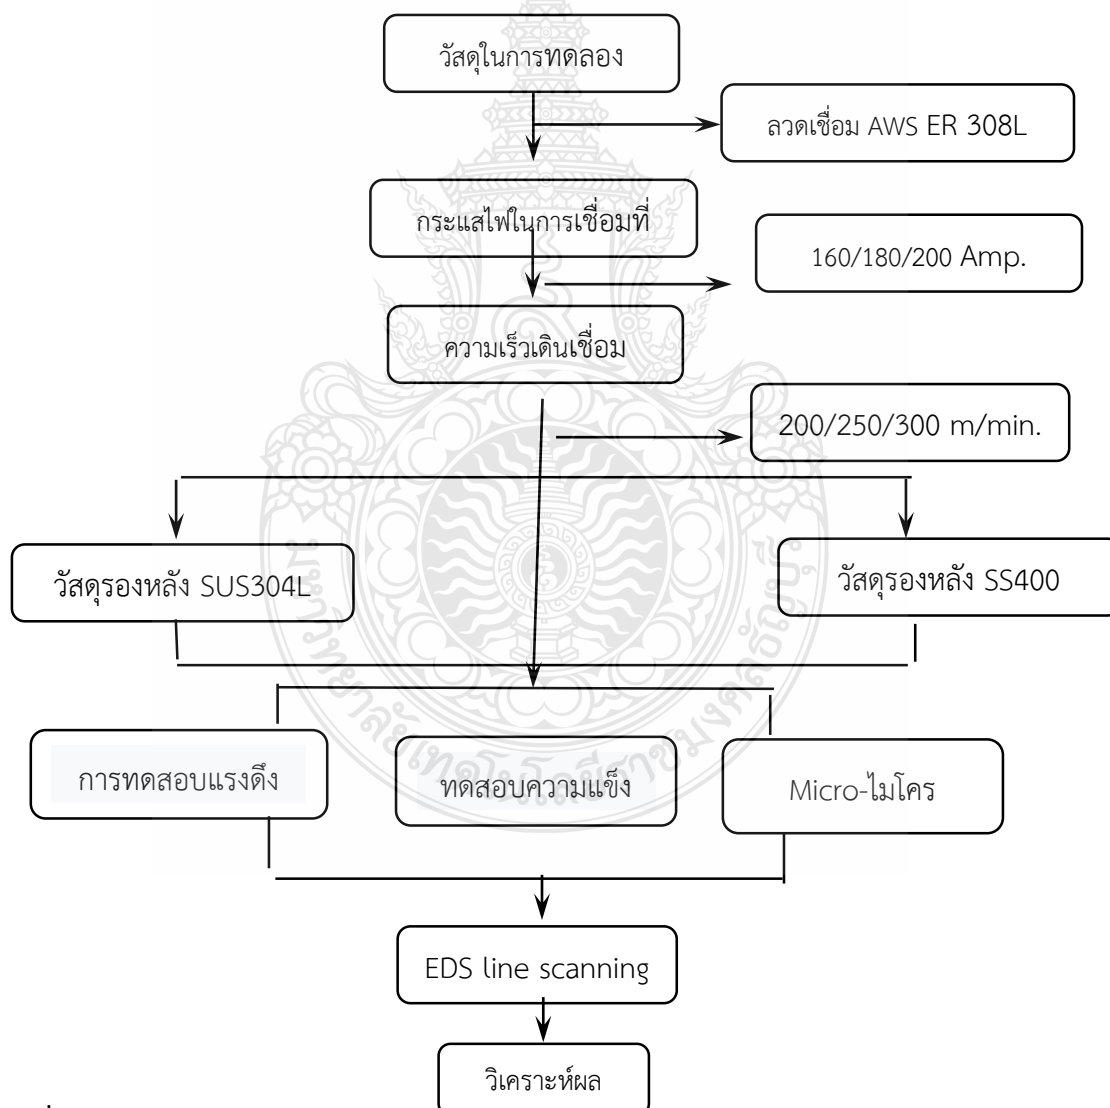 วัสดุในการทดลอง
ลวดเชื่อม AWS ER 308L
กระแสไฟในการเชื่อมที่
160/180/200 Amp.
ความเร็วเดินเชื่อม
200/250/300 m/min.
วัสดุรองหลัง SUS304L
วัสดุรองหลัง SS400
การทดสอบแรงดึง
ทดสอบความแข็ง
Micro-ไมโคร
EDS line scanning
วิเคราะห์ผล